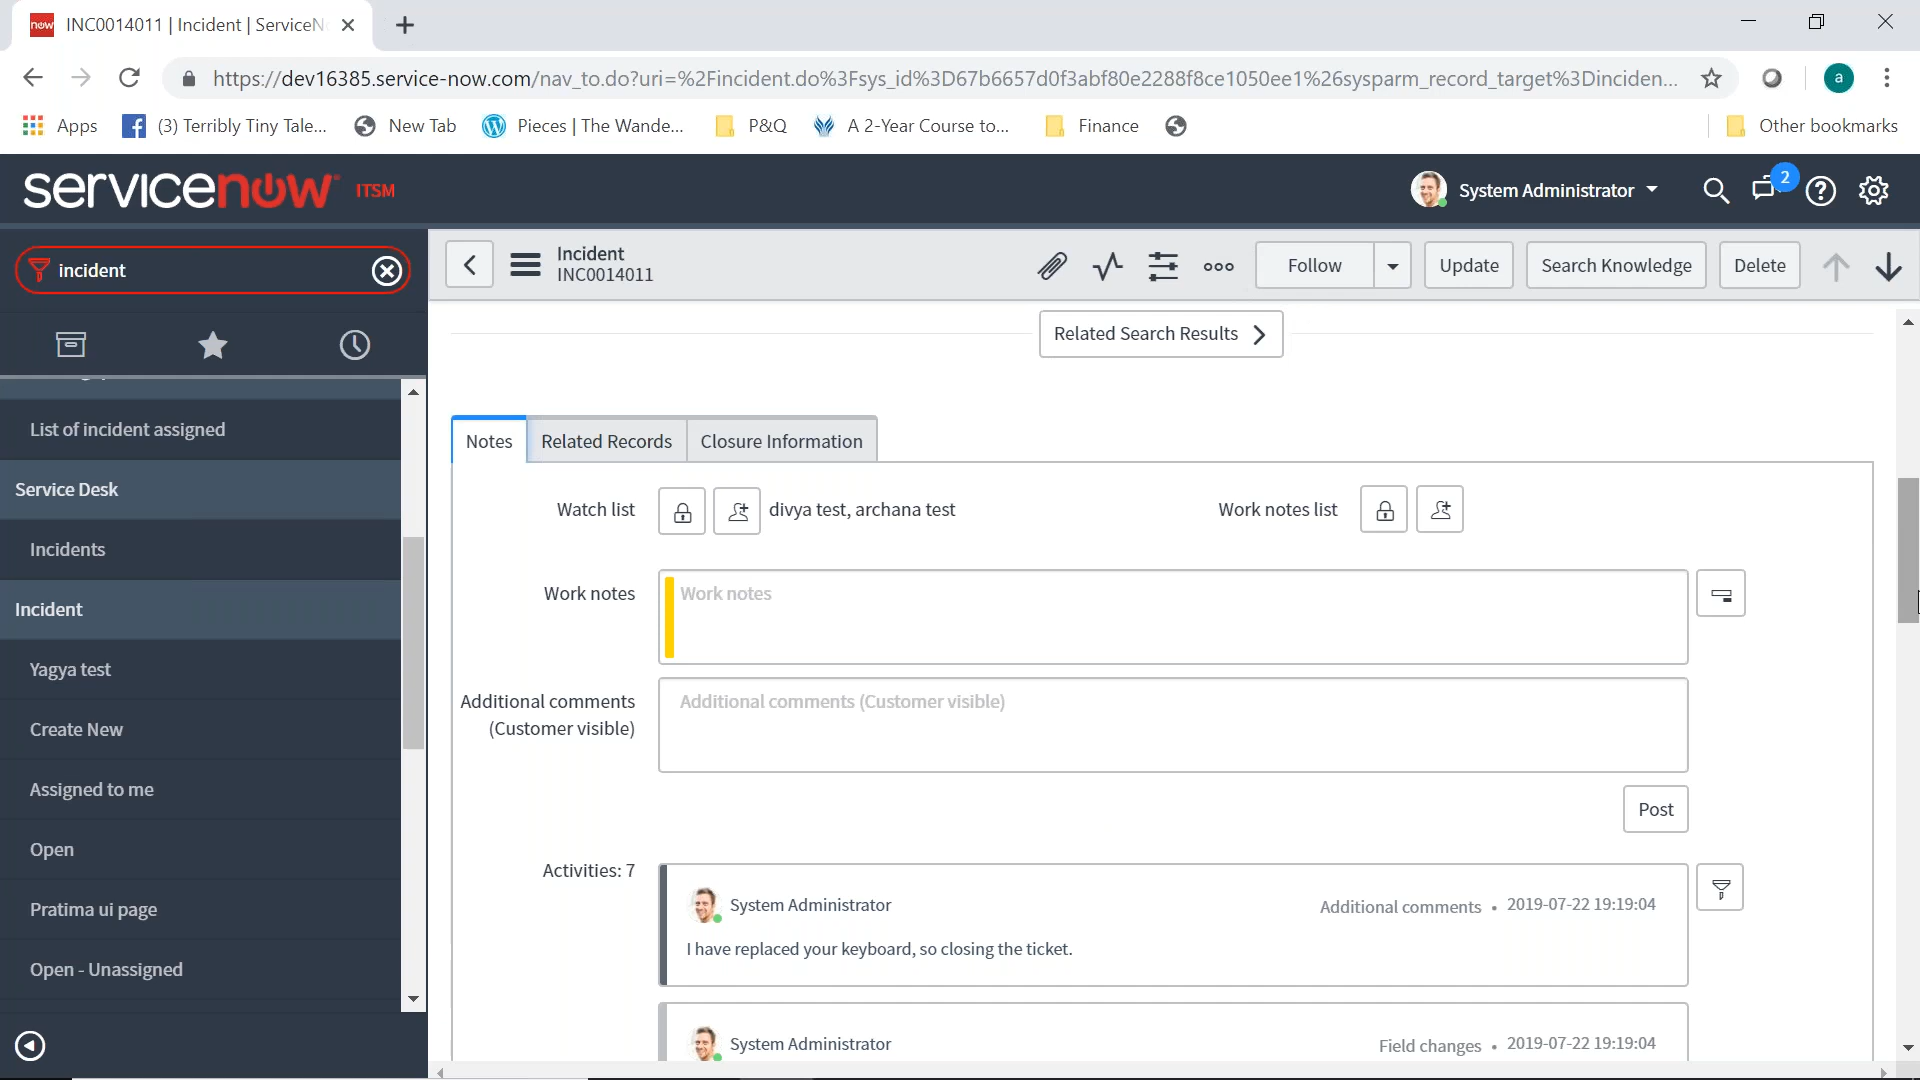 now INC0014011 | Incident | ServiceN
https://dev16385.service-now.com/nav_to.do?uri=%2Fincident.do%3Fsys_id%3D67b6657d0f3abf80e2288f8ce1050ee1%26sysparm_record_target%3Dinciden...
a
Apps (3) Terribly Tiny Tale... New Tab Pieces | The Wande... P&Q A 2-Year Course to... Finance Other bookmarks
servicenow ITSM
System Administrator 2
incident
List of incident assigned
Service Desk
Incidents
Incident
Yagya test
Create New
Assigned to me
Open
Pratima ui page
Open - Unassigned
Incident
INC0014011
Follow Update Search Knowledge Delete
Related Search Results
Notes Related Records Closure Information
Watch list divya test, archana test Work notes list
Work notes Work notes
Additional comments (Customer visible)
Additional comments (Customer visible)
Post
Activities: 7
System Administrator Additional comments • 2019-07-22 19:19:04
I have replaced your keyboard, so closing the ticket.
System Administrator Field changes • 2019-07-22 19:19:04